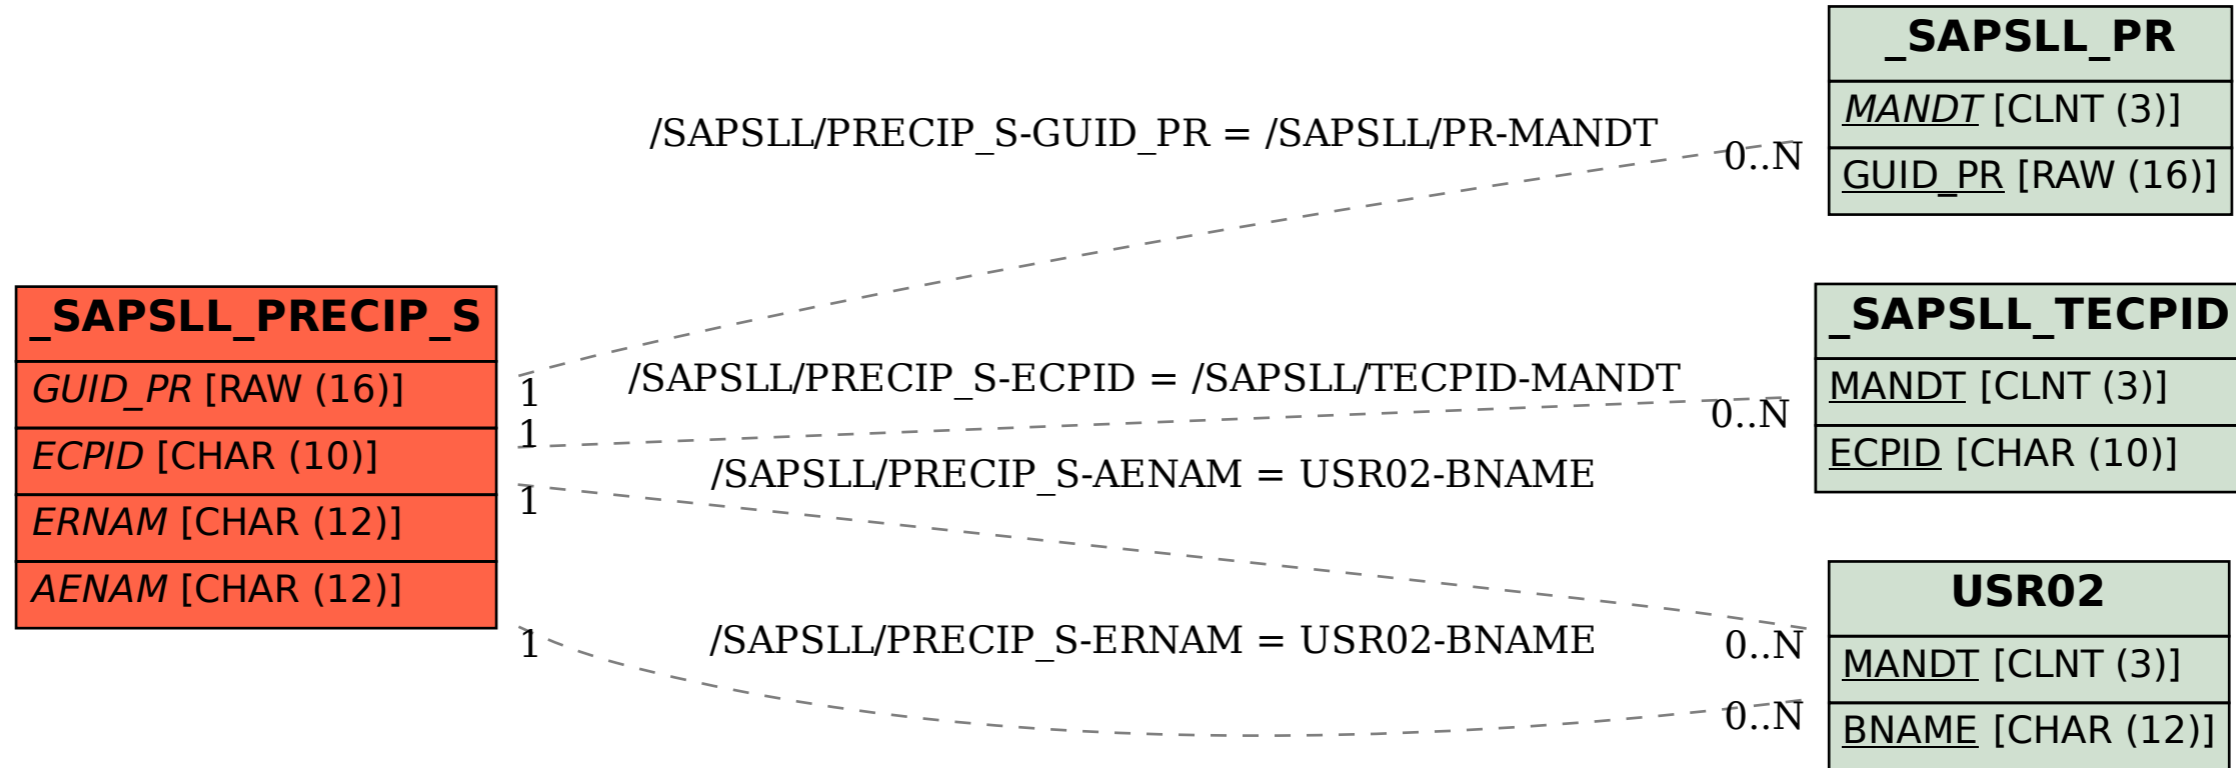 _SAPSLL_PR
MANDT [CLNT (3)]
GUID_PR [RAW (16)]
/SAPSLL/PRECIP_S-GUID_PR = /SAPSLL/PR-MANDT
0..N
_SAPSLL_PRECIP_S
GUID_PR [RAW (16)]
ECPID [CHAR (10)]
ERNAM [CHAR (12)]
AENAM [CHAR (12)]
1
/SAPSLL/PRECIP_S-ECPID = /SAPSLL/TECPID-MANDT
1
0..N
_SAPSLL_TECPID
MANDT [CLNT (3)]
ECPID [CHAR (10)]
/SAPSLL/PRECIP_S-AENAM = USR02-BNAME
1
0..N
/SAPSLL/PRECIP_S-ERNAM = USR02-BNAME
1
0..N
USR02
MANDT [CLNT (3)]
BNAME [CHAR (12)]